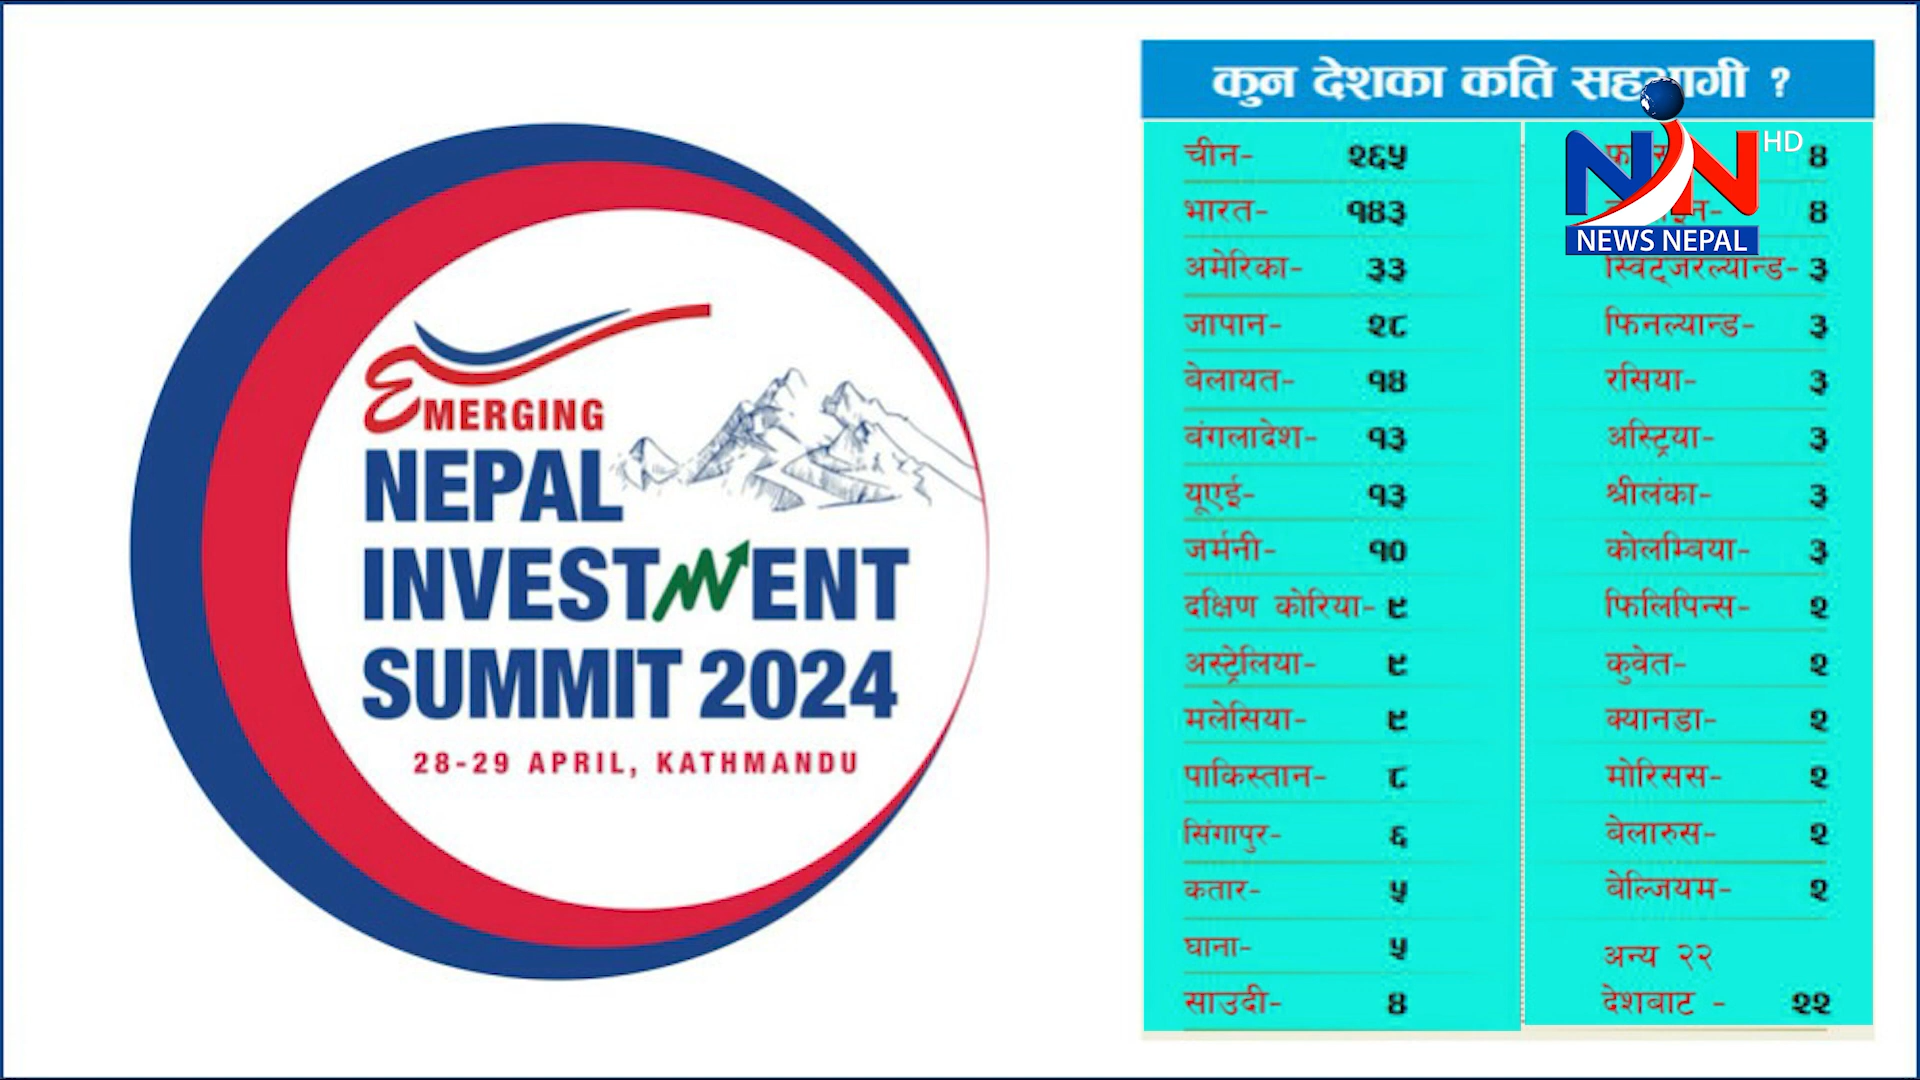 EMERGING
NEPAL
INVESTMENT
SUMMIT 2024
28-29 APRIL, KATHMANDU
कुन देशका कति सहभागी ?
चीन- २६५
भारत- १४३
अमेरिका- ३३
जापान- २८
बेलायत- १४
बंगलादेश- १३
यूएई- १३
जर्मनी- १०
दक्षिण कोरिया- ९
अस्ट्रेलिया- ९
मलेसिया- ९
पाकिस्तान- ८
सिंगापुर- ६
कतार- ५
घाना- ५
साउदी- ४
४
४
स्विट्जरल्यान्ड- ३
फिनल्यान्ड- ३
रसिया- ३
अस्ट्रिया- ३
श्रीलंका- ३
कोलम्बिया- ३
फिलिपिन्स- २
कुवेत- २
क्यानडा- २
मोरिसस- २
बेलारुस- २
बेल्जियम- २
अन्य २२
देशबाट - २२
NN HD
NEWS NEPAL